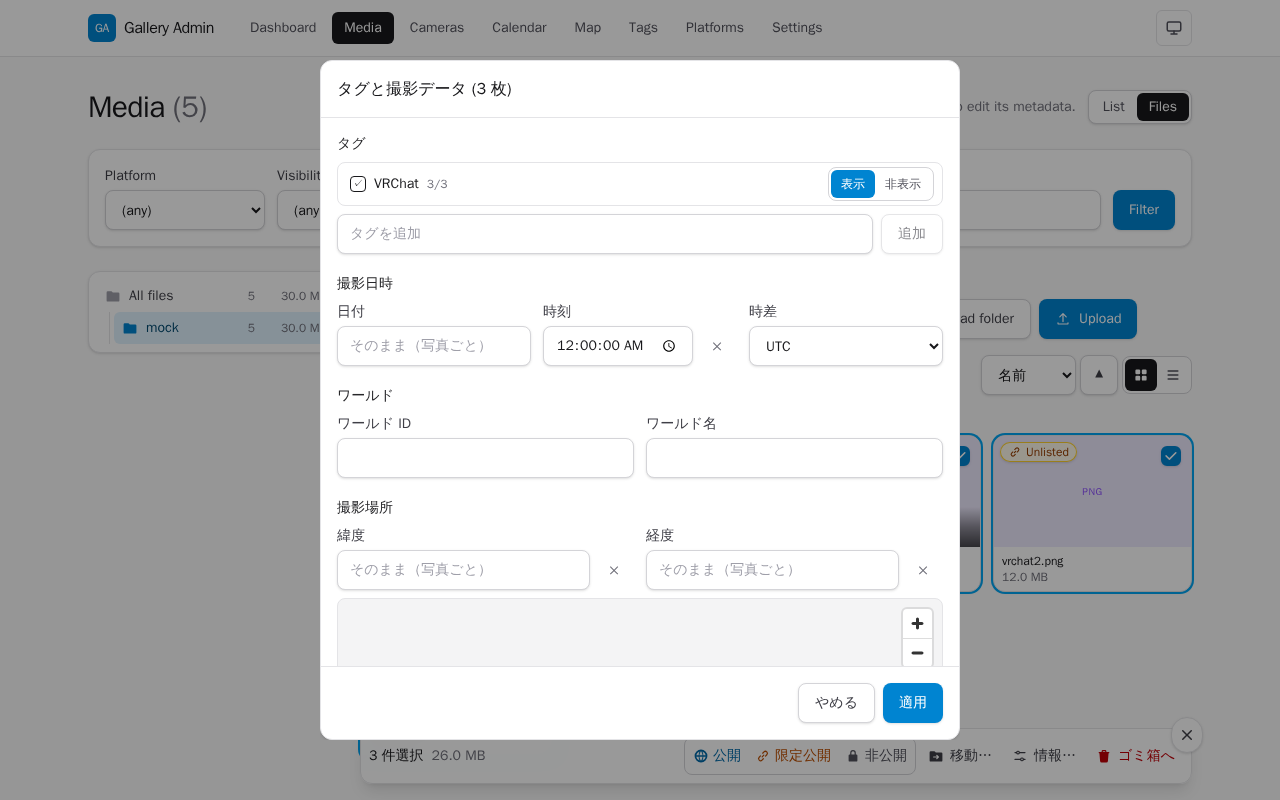 GA Gallery Admin Dashboard Media Cameras Calendar Map Tags Platforms Settings
Media (5)
edit its metadata. List Files
Platform
(any)
Filter
All files 5
mock 5
ad folder Upload
名前 ▲
タグと撮影データ (3 枚)
タグ
VRChat 3/3 表示 非表示
タグを追加 追加
撮影日時
日付 時刻 時差
そのまま（写真ごと） 12:00:00 AM × UTC
ワールド
ワールド ID ワールド名
撮影場所
緯度 経度
そのまま（写真ごと） × そのまま（写真ごと） ×
+
−
やめる 適用
Unlisted
PNG
vrchat2.png
12.0 MB
3 件選択 26.0 MB 公開 限定公開 非公開 移動… 情報… ゴミ箱へ